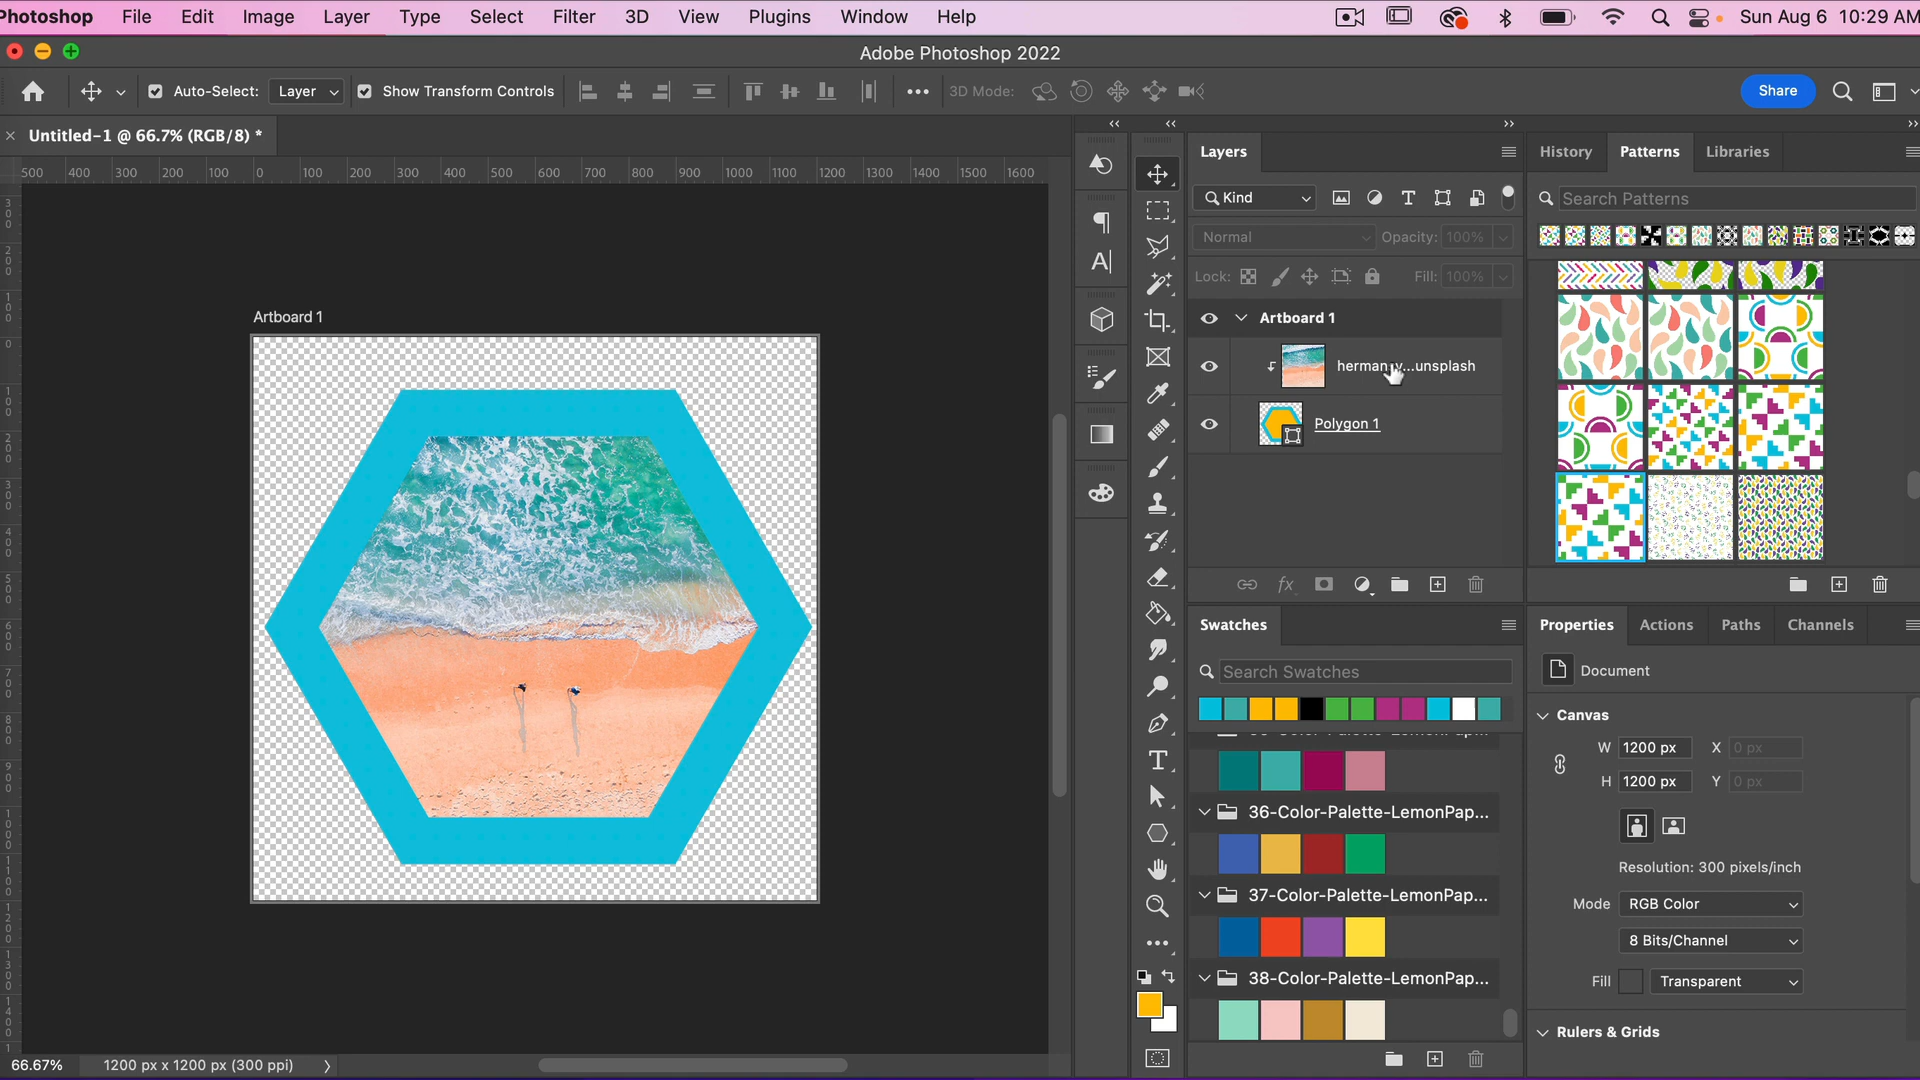 Photoshop File Edit Image Layer Type Select Filter 3D View Plugins Window Help Sun Aug 6 10:29 AM
Adobe Photoshop 2022
Auto-Select: Layer Show Transform Controls 3D Mode: Share
Untitled-1 @ 66.7% (RGB/8) *
500 400 300 200 100 0 100 200 300 400 500 600 700 800 900 1000 1100 1200 1300 1400 1500 1600
Artboard 1
Layers
Kind
Normal Opacity: 100%
Lock: Fill: 100%
Artboard 1
herman...unsplash
Polygon 1
History Patterns Libraries
Search Patterns
Swatches
Search Swatches
36-Color-Palette-LemonPap...
37-Color-Palette-LemonPap...
38-Color-Palette-LemonPap...
Properties Actions Paths Channels
Document
Canvas
W 1200 px X 0 px
H 1200 px Y 0 px
Resolution: 300 pixels/inch
Mode RGB Color
8 Bits/Channel
Fill Transparent
Rulers & Grids
66.67% 1200 px x 1200 px (300 ppi)